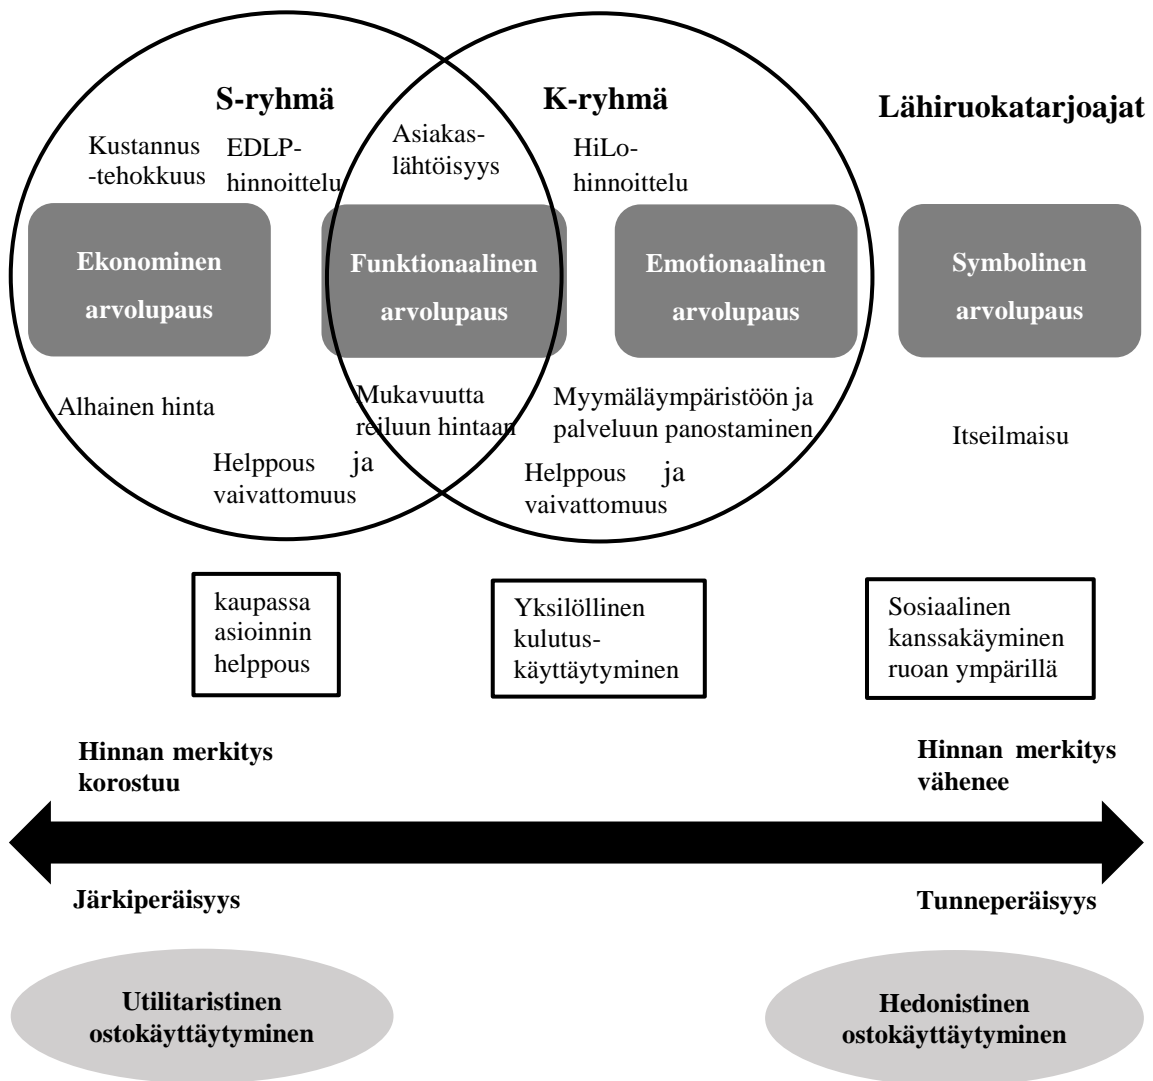 S-ryhmä
K-ryhmä
Lähiruokatarjoajat
Kustannus
-tehokkuus
EDLP-
hinnoittelu
Asiakas-
lähtöisyys
HiLo-
hinnoittelu
Ekonominen
arvolupaus
Funktionaalinen
arvolupaus
Emotionaalinen
arvolupaus
Symbolinen
arvolupaus
Alhainen hinta
Mukavuutta
reiluun hintaan
Myymäläympäristöön ja
palveluun panostaminen
Itseilmaisu
Helppous ja
vaivattomuus
Helppous ja
vaivattomuus
kaupassa
asioinnin
helppous
Yksilöllinen
kulutus-
käyttäytyminen
Sosiaalinen
kanssakäyminen
ruoan ympärillä
Hinnan merkitys
korostuu
Hinnan merkitys
vähenee
Järkiperäisyys
Tunneperäisyys
Utilitaristinen
ostokäyttäytyminen
Hedonistinen
ostokäyttäytyminen